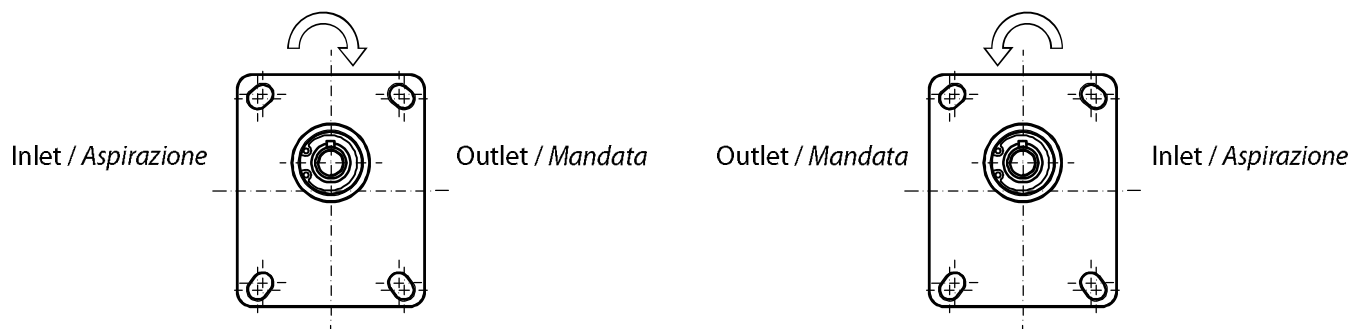 Inlet / Aspirazione
Outlet / Mandata
Outlet / Mandata
Inlet / Aspirazione